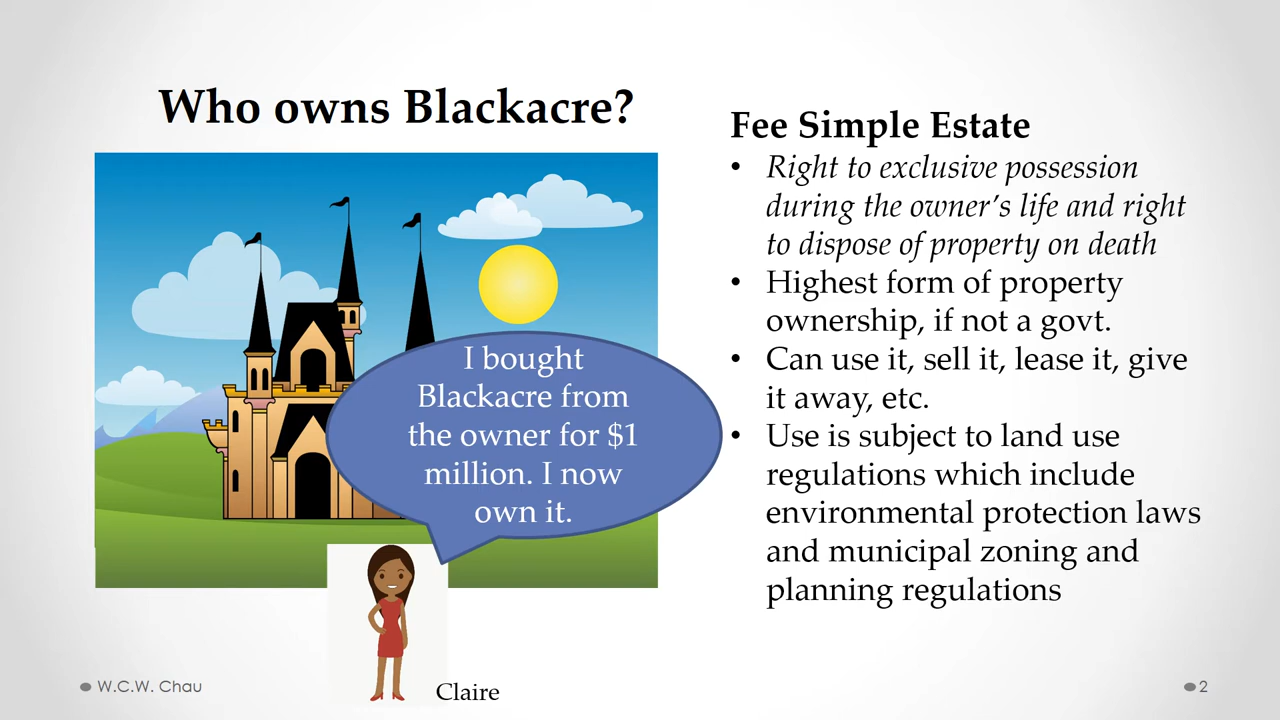 Who owns Blackacre?
I bought
Blackacre from
the owner for $1
million. I now
own it.
Claire
Fee Simple Estate
• Right to exclusive possession
during the owner’s life and right
to dispose of property on death
• Highest form of property
ownership, if not a govt.
• Can use it, sell it, lease it, give
it away, etc.
• Use is subject to land use
regulations which include
environmental protection laws
and municipal zoning and
planning regulations
W.C.W. Chau
2